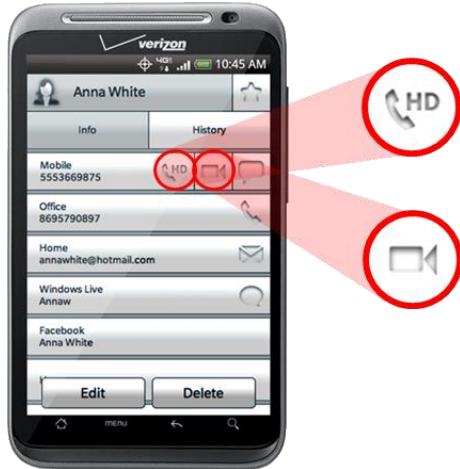 verizon
4G 10:45 AM
Anna White
Info History
Mobile
5553669875
HD
Office
8695790897
Home
annawhite@hotmail.com
Windows Live
Annaw
Facebook
Anna White
Edit Delete
menu
HD